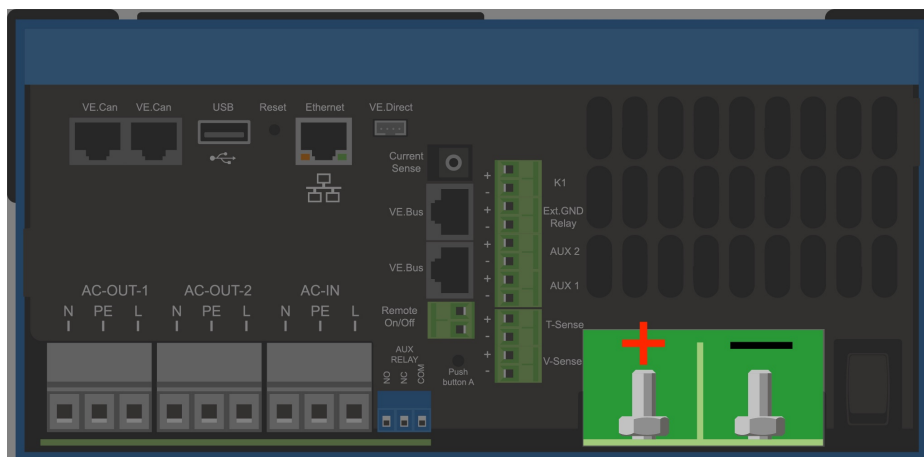 VE.Can VE.Can USB Reset Ethernet VE.Direct
Current
Sense
+
K1
-
VE.Bus
+
Ext.GND
-
Relay
+
AUX 2
-
VE.Bus
+
AUX 1
-
AC-OUT-1 AC-OUT-2 AC-IN
N PE L N PE L N PE L
Remote
On/Off
+
T-Sense
-
AUX
RELAY
NO NC COM
Push
button A
+
V-Sense
-
+ −